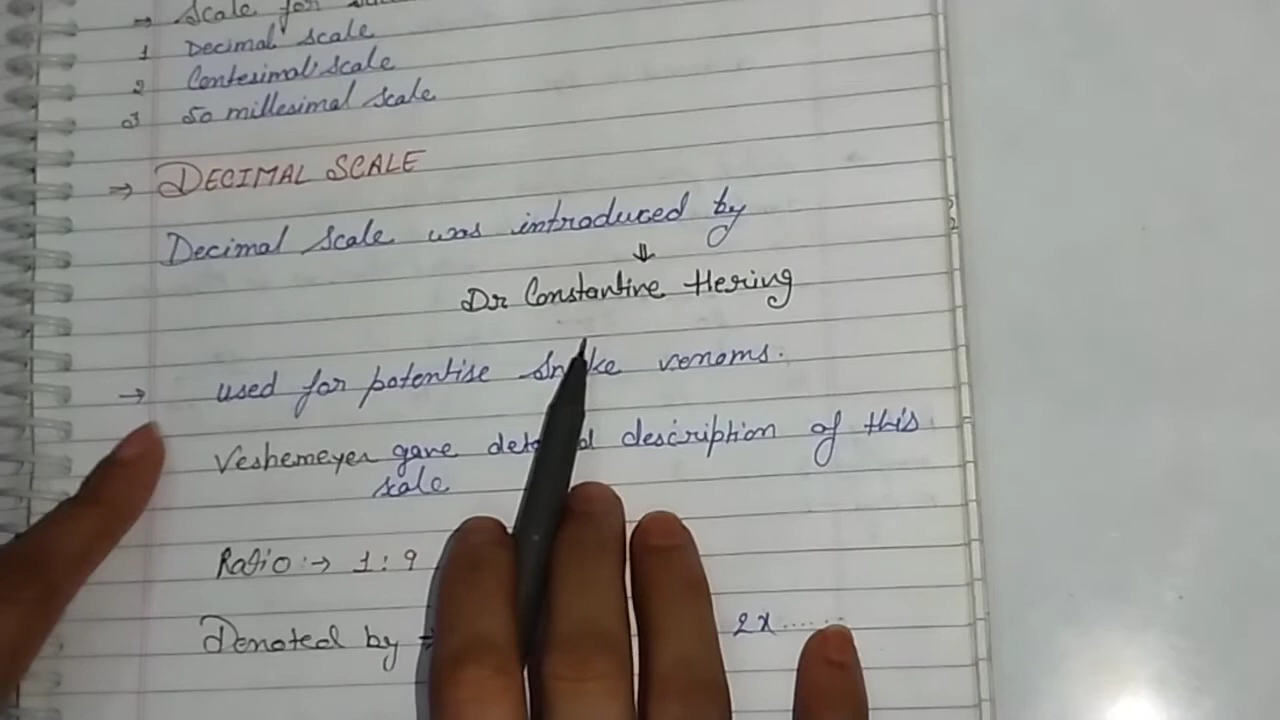 → Scale for
1 Decimal scale
2 Centesimal scale
3 50 millesimal scale
⇒ DECIMAL SCALE
Decimal scale was introduced by
⇓
Dr Constantine Hering
→ used for potentise snake venoms.
Veshemeyer gave description of this
scale
Ratio :→ 1 : 9
Denoted by 2x ......